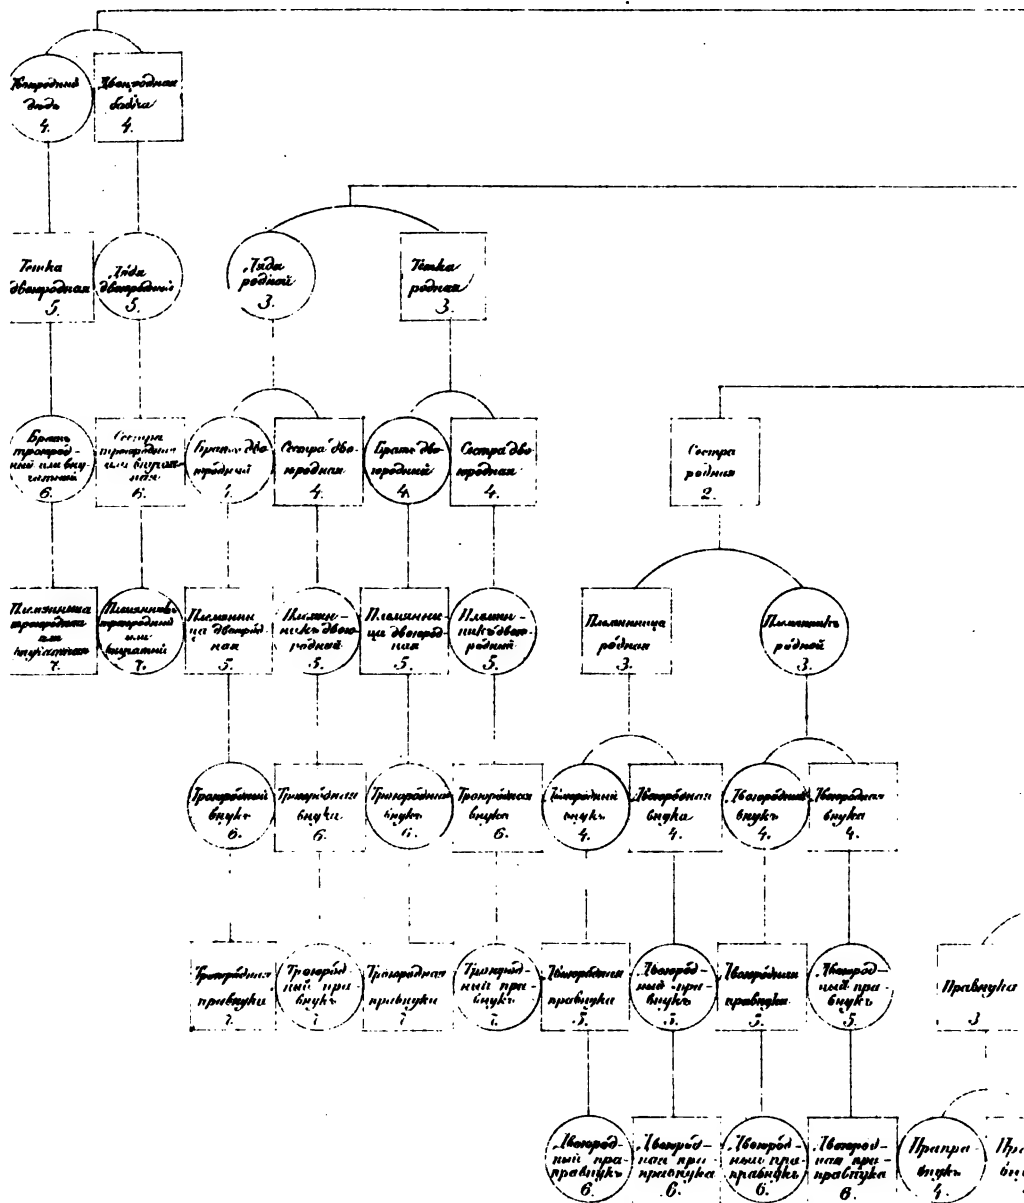 Двоюродный
дѣдъ
4.
Двоюродная
бабка
4.
Тетка
двоюродная
5.
Дядя
двоюродный
5.
Дядя
родной
3.
Тетка
родная
3.
Братъ
троюрод-
ный или вну-
чатный
6.
Сестра
троюродная
или внучат-
ная
6.
Братъ дво-
юродный
4.
Сестра дво-
юродная
4.
Братъ дво-
юродный
4.
Сестра дво-
юродная
4.
Сестра
родная
2.
Племянница
троюродная
или
внучатная
7.
Племянникъ
троюродный
или
внучатный
7.
Племянни-
ца двоюрод-
ная
5.
Племян-
никъ двою-
родный
5.
Племянни-
ца двоюрод-
ная
5.
Племян-
никъ двою-
родный
5.
Племянница
родная
3.
Племянникъ
родной
3.
Троюродный
внукъ
6.
Троюродная
внучка
6.
Троюродный
внукъ
6.
Троюродная
внука
6.
Двоюродный
внукъ
4.
Двоюродная
внука
4.
Двоюродный
внукъ
4.
Двоюродная
внука
4.
Троюродная
правнука
7.
Троюрод-
ный пра-
внукъ
7
Троюродная
правнука
7
Троюрод-
ный пра-
внукъ
7.
Двоюродная
правнука
5.
Двоюрод-
ный пра-
внукъ
5.
Двоюродная
правнука
5.
Двоюрод-
ный пра-
внукъ
5.
Правнука
3
Двоюрод-
ный пра-
правнукъ
6
Двоюрод-
ная пра-
правнука
6.
Двоюрод-
ный пра-
правнукъ
6.
Двоюрод-
ная пра-
правнука
6.
Прапра-
внукъ
4.